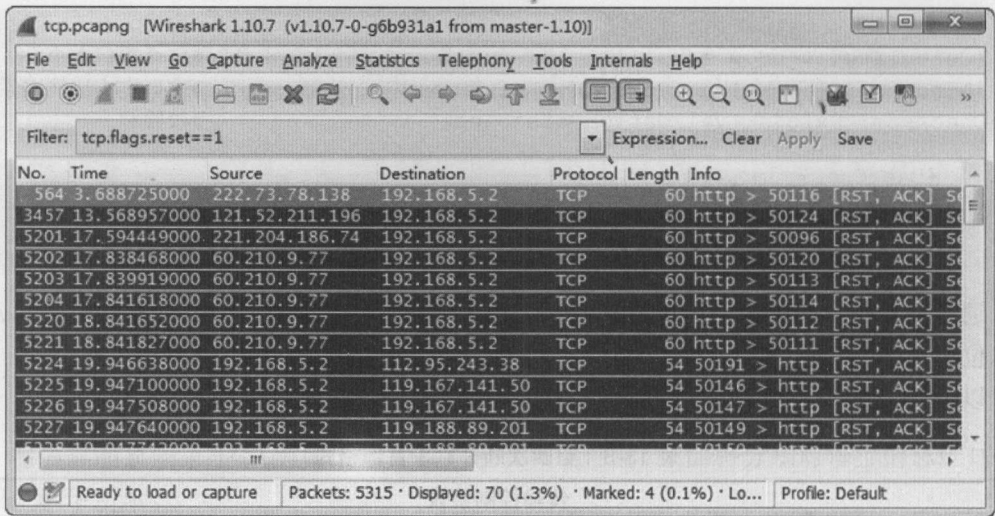 tcp.pcapng [Wireshark 1.10.7 (v1.10.7-0-g6b931a1 from master-1.10)]
File Edit View Go Capture Analyze Statistics Telephony Tools Internals Help
Filter: tcp.flags.reset==1 Expression... Clear Apply Save
No. Time Source Destination Protocol Length Info
564 3.688725000 222.73.78.138 192.168.5.2 TCP 60 http > 50116 [RST, ACK] Se
3457 13.568957000 121.52.211.196 192.168.5.2 TCP 60 http > 50124 [RST, ACK] Se
5201 17.594449000 221.204.186.74 192.168.5.2 TCP 60 http > 50096 [RST, ACK] Se
5202 17.838468000 60.210.9.77 192.168.5.2 TCP 60 http > 50120 [RST, ACK] Se
5203 17.839919000 60.210.9.77 192.168.5.2 TCP 60 http > 50113 [RST, ACK] Se
5204 17.841618000 60.210.9.77 192.168.5.2 TCP 60 http > 50114 [RST, ACK] Se
5220 18.841652000 60.210.9.77 192.168.5.2 TCP 60 http > 50112 [RST, ACK] Se
5221 18.841827000 60.210.9.77 192.168.5.2 TCP 60 http > 50111 [RST, ACK] Se
5224 19.946638000 192.168.5.2 112.95.243.38 TCP 54 50191 > http [RST, ACK] Se
5225 19.947100000 192.168.5.2 119.167.141.50 TCP 54 50146 > http [RST, ACK] Se
5226 19.947508000 192.168.5.2 119.167.141.50 TCP 54 50147 > http [RST, ACK] Se
5227 19.947640000 192.168.5.2 119.188.89.201 TCP 54 50149 > http [RST, ACK] Se
Ready to load or capture Packets: 5315 · Displayed: 70 (1.3%) · Marked: 4 (0.1%) · Lo... Profile: Default